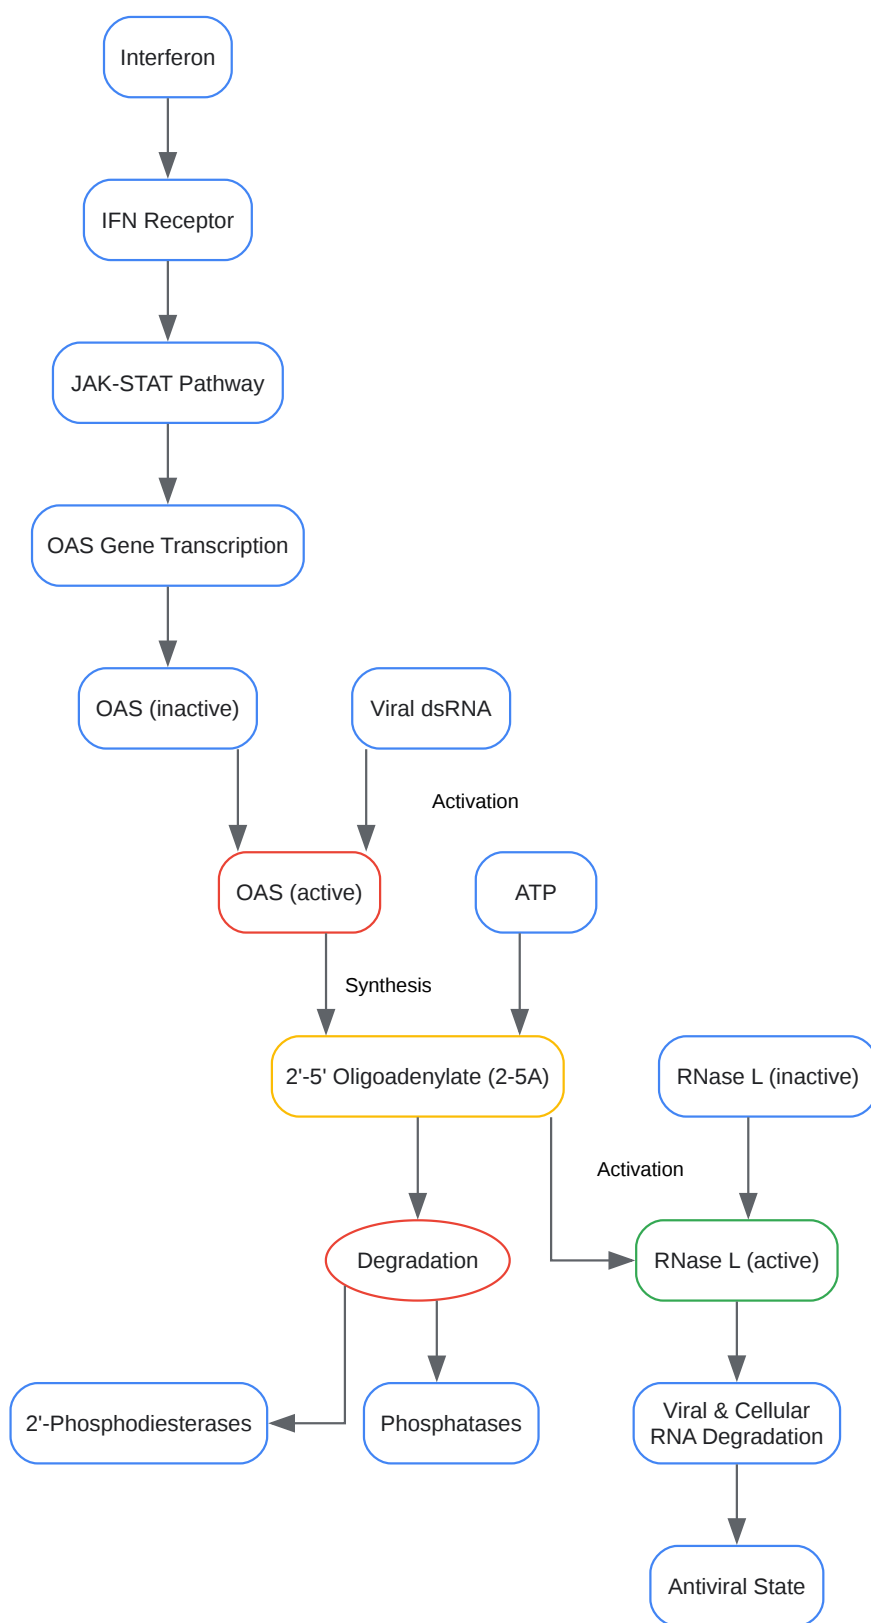 Interferon
IFN Receptor
JAK-STAT Pathway
OAS Gene Transcription
OAS (inactive)
Viral dsRNA
Activation
OAS (active)
ATP
Synthesis
2'-5' Oligoadenylate (2-5A)
RNase L (inactive)
Activation
Degradation
RNase L (active)
2'-Phosphodiesterases
Phosphatases
Viral & Cellular
RNA Degradation
Antiviral State